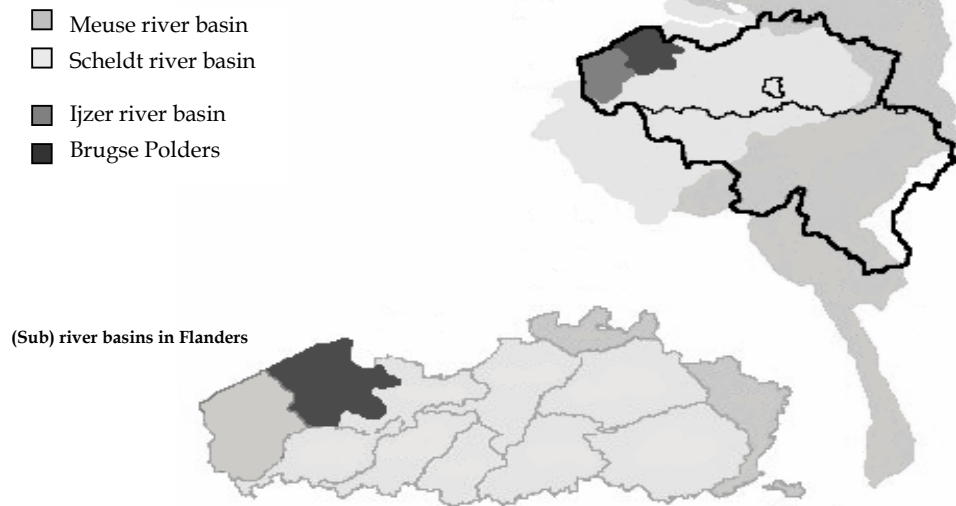 Meuse river basin
Scheldt river basin
Ijzer river basin
Brugse Polders
(Sub) river basins in Flanders